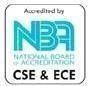 Accredited by
NBA
NATIONAL BOARD
of ACCREDITATION
CSE & ECE